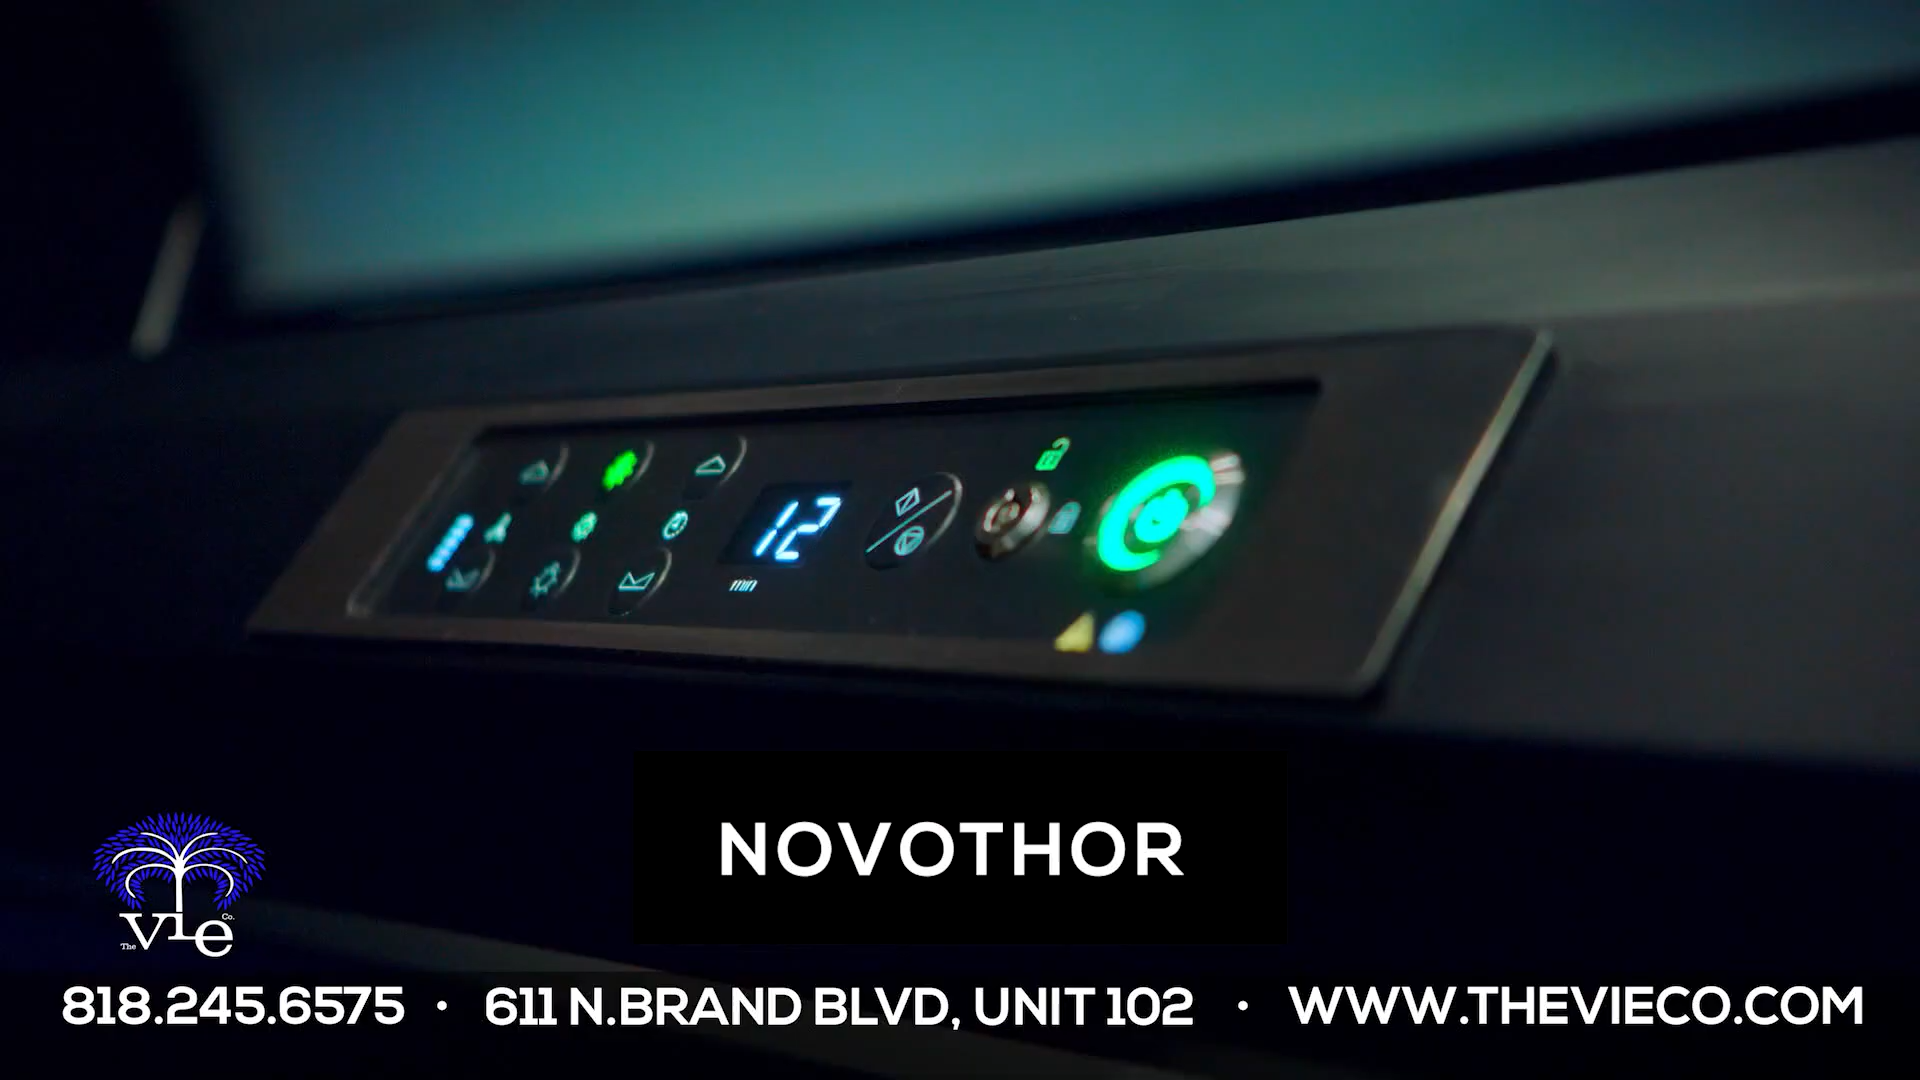 12
min
NOVOTHOR
The Vie Co.
818.245.6575 • 611 N.BRAND BLVD, UNIT 102 • WWW.THEVIECO.COM